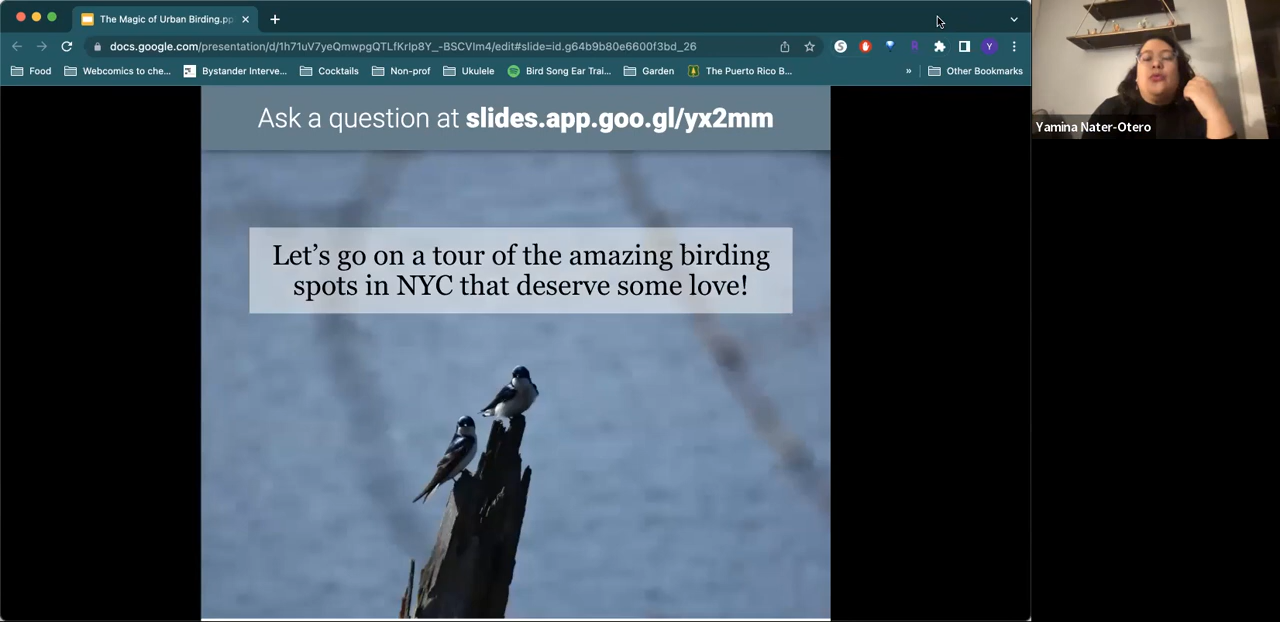 The Magic of Urban Birding.pp
docs.google.com/presentation/d/1h71uV7yeQmwpgQTLfKrIp8Y_-BSCVlm4/edit#slide=id.g64b9b80e6600f3bd_26
S
R
Y
Food
Webcomics to che...
Bystander Interve...
Cocktails
Non-prof
Ukulele
Bird Song Ear Trai...
Garden
The Puerto Rico B...
»
Other Bookmarks
Ask a question at slides.app.goo.gl/yx2mm
Let's go on a tour of the amazing birding
spots in NYC that deserve some love!
Yamina Nater-Otero